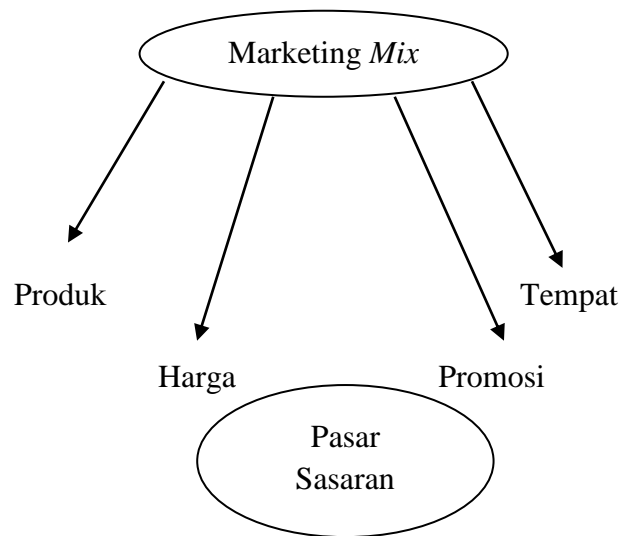 Marketing Mix
Produk
Tempat
Harga
Promosi
Pasar
Sasaran